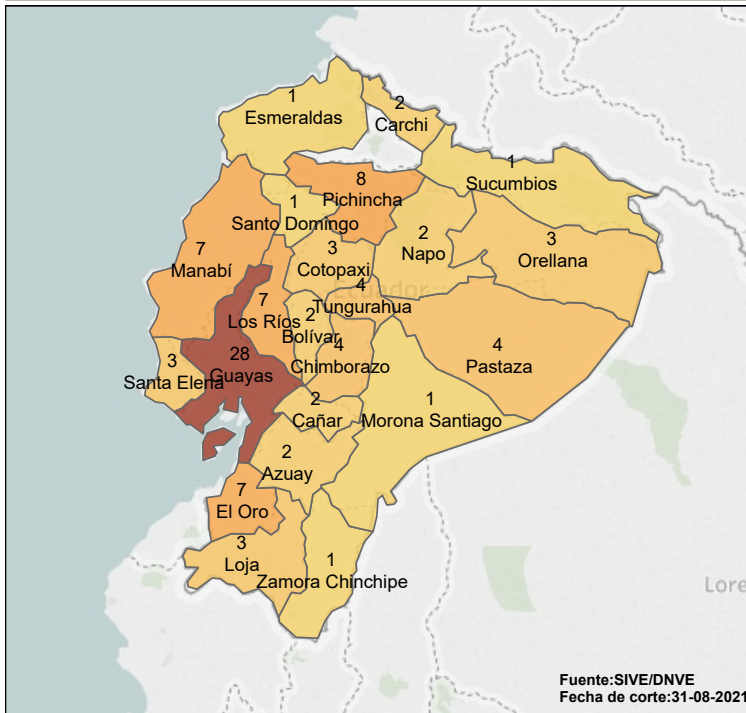 1
Esmeraldas
2
Carchi
1
Sucumbios
8
Pichincha
1
Santo Domingo
2
Napo
3
Orellana
7
Manabí
3
Cotopaxi
Ecuador
4
Tungurahua
7
Los Ríos
2
Bolívar
4
Chimborazo
4
Pastaza
28
Guayas
3
Santa Elena
2
Cañar
1
Morona Santiago
2
Azuay
7
El Oro
3
Loja
1
Zamora Chinchipe
Lore
Fuente:SIVE/DNVE
Fecha de corte:31-08-2021